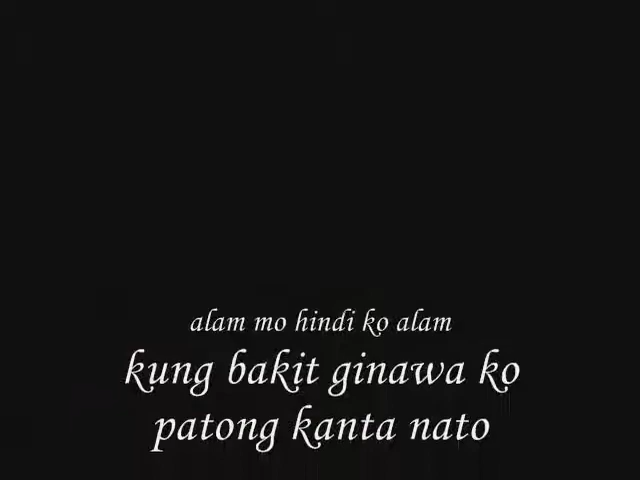 alam mo hindi ko alam
kung bakit ginawa ko
patong kanta nato